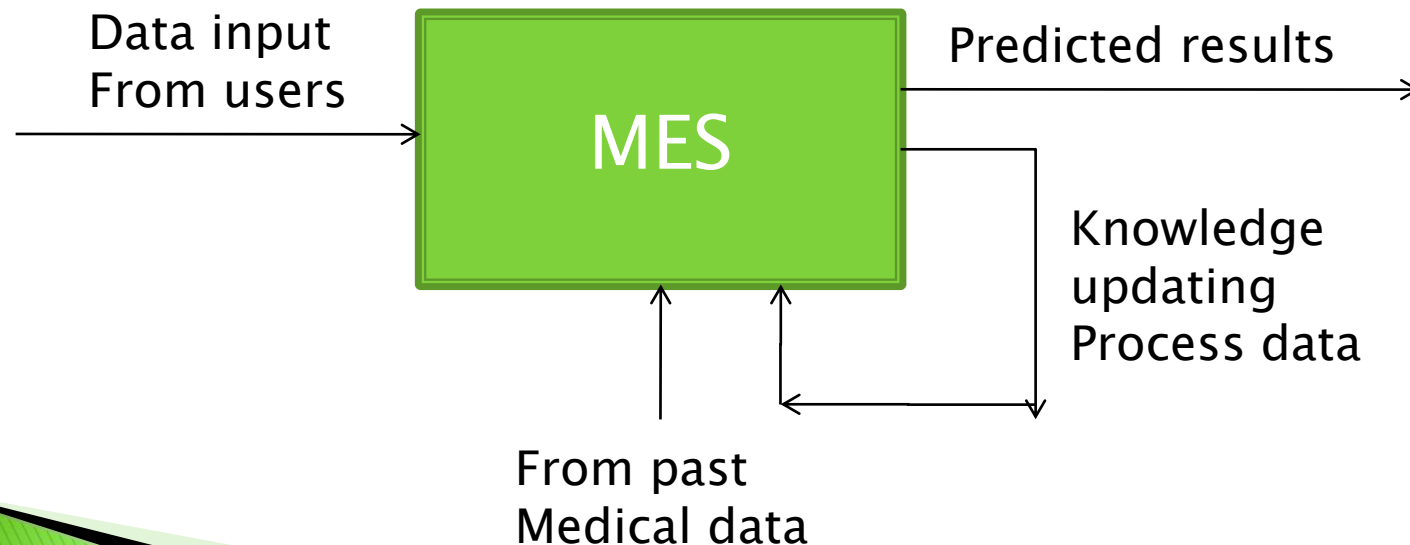 Data input
From users
MES
Predicted results
Knowledge
updating
Process data
From past
Medical data